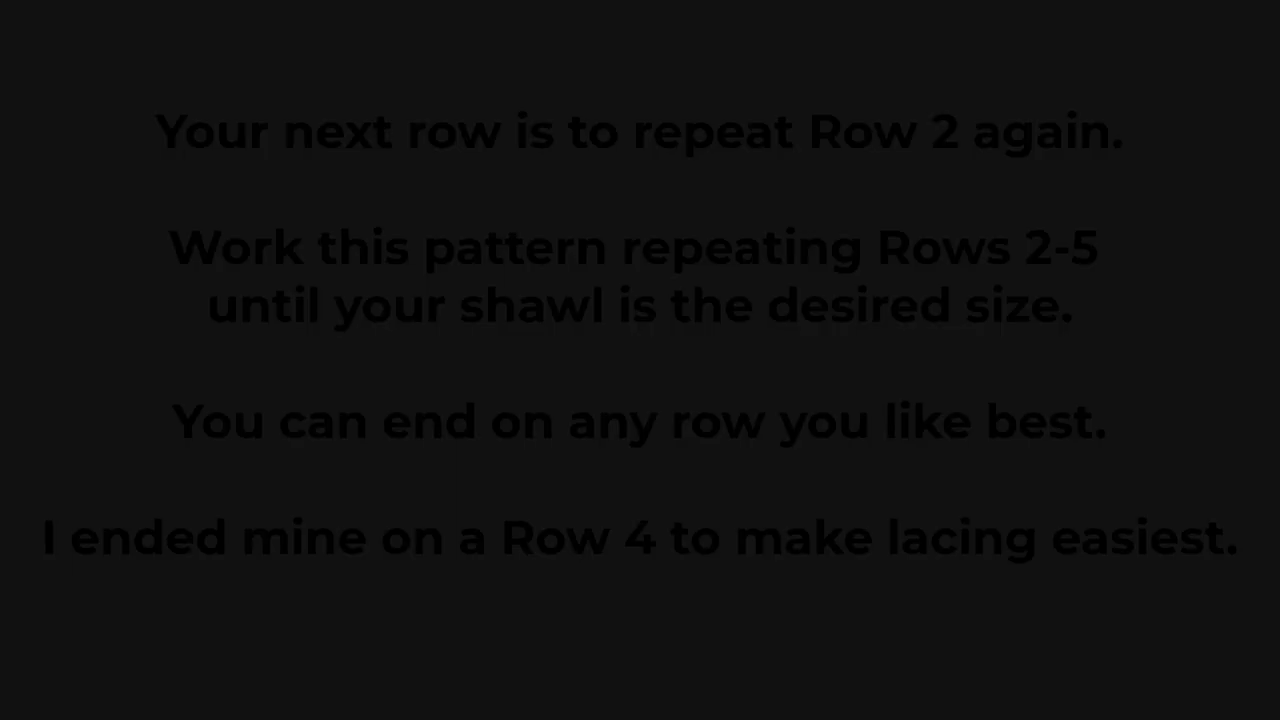 Your next row is to repeat Row 2 again.
Work this pattern repeating Rows 2-5
until your shawl is the desired size.
You can end on any row you like best.
I ended mine on a Row 4 to make lacing easiest.